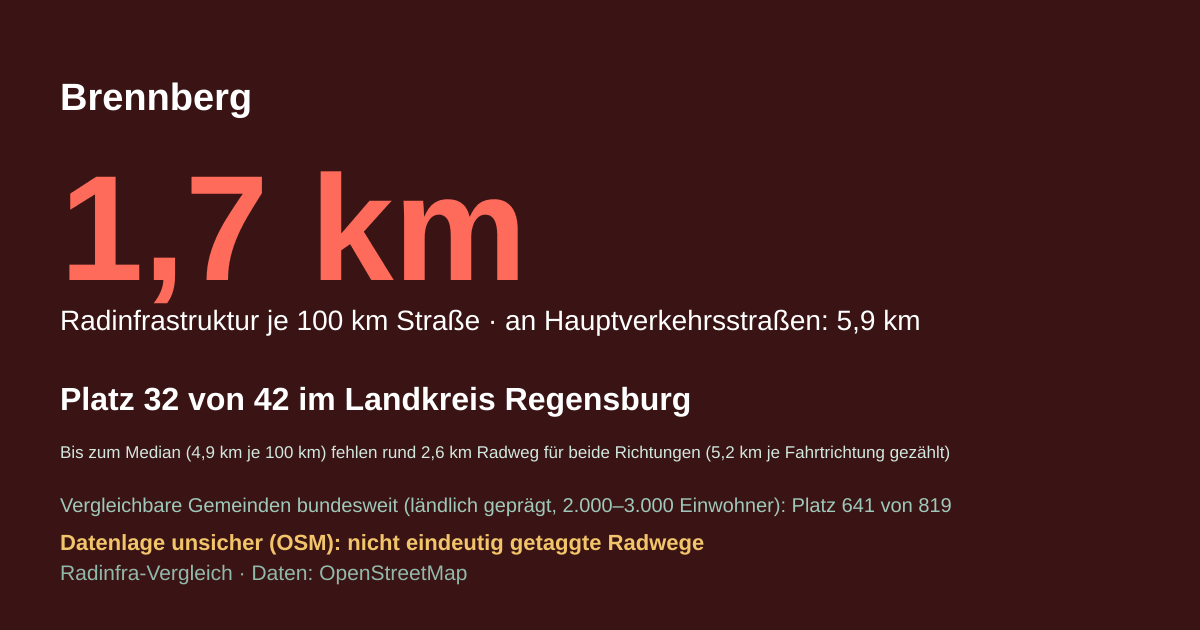 Brennberg
1,7 km
Radinfrastruktur je 100 km Straße · an Hauptverkehrsstraßen: 5,9 km
Platz 32 von 42 im Landkreis Regensburg
Bis zum Median (4,9 km je 100 km) fehlen rund 2,6 km Radweg für beide Richtungen (5,2 km je Fahrtrichtung gezählt)
Vergleichbare Gemeinden bundesweit (ländlich geprägt, 2.000–3.000 Einwohner): Platz 641 von 819
Datenlage unsicher (OSM): nicht eindeutig getaggte Radwege
Radinfra-Vergleich · Daten: OpenStreetMap